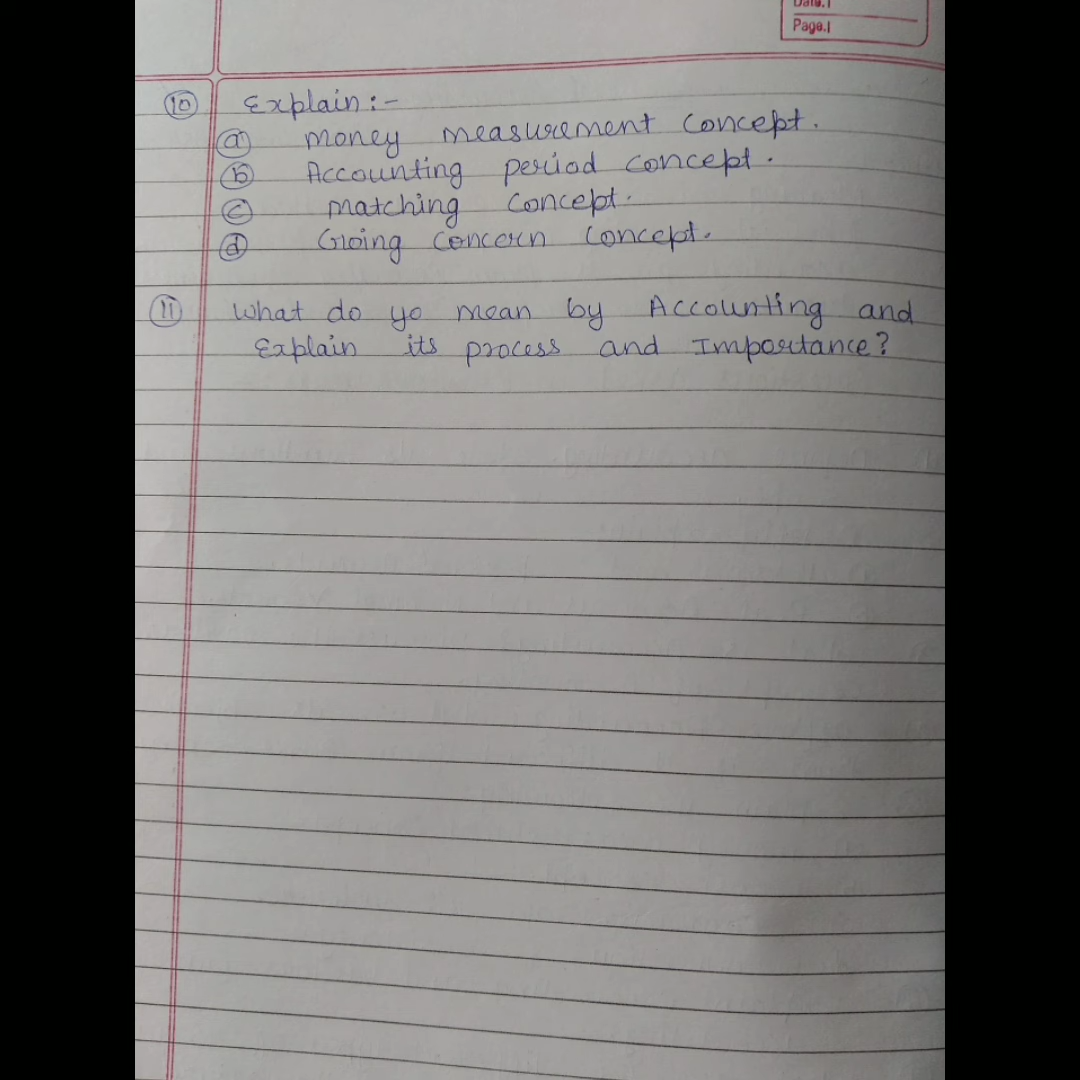 Date.
Page.
10 Explain :-
a money measurement concept.
b Accounting period concept.
c matching concept.
d Going concern concept.
11 What do yo mean by Accounting and
Explain its process and Importance?